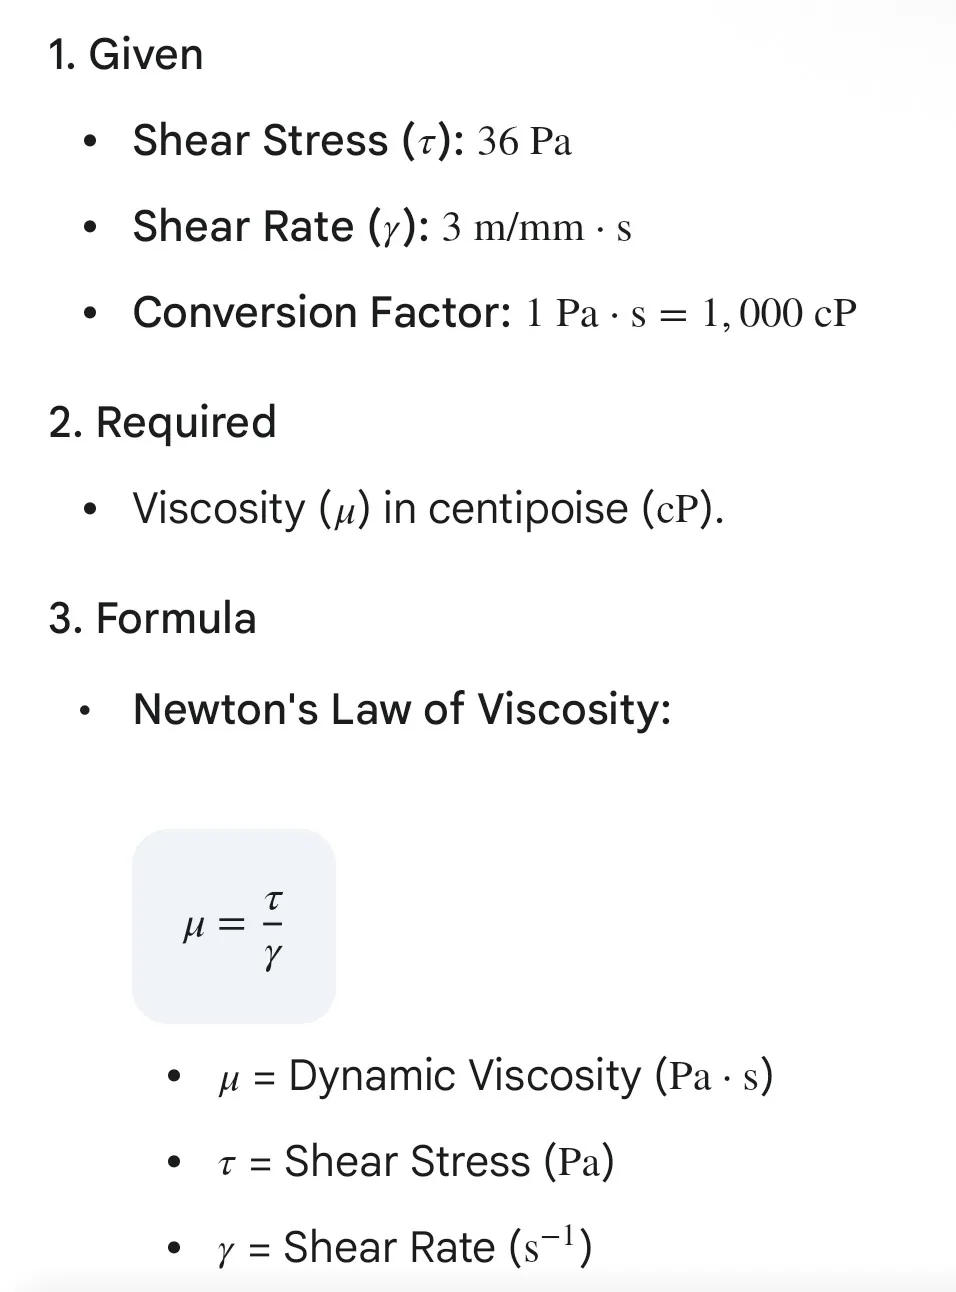 1. Given
• Shear Stress (τ): 36 Pa
• Shear Rate (γ): 3 m/mm · s
• Conversion Factor: 1 Pa · s = 1, 000 cP
2. Required
• Viscosity (μ) in centipoise (cP).
3. Formula
• Newton's Law of Viscosity:
μ = τ/γ
• μ = Dynamic Viscosity (Pa · s)
• τ = Shear Stress (Pa)
• γ = Shear Rate (s⁻¹)